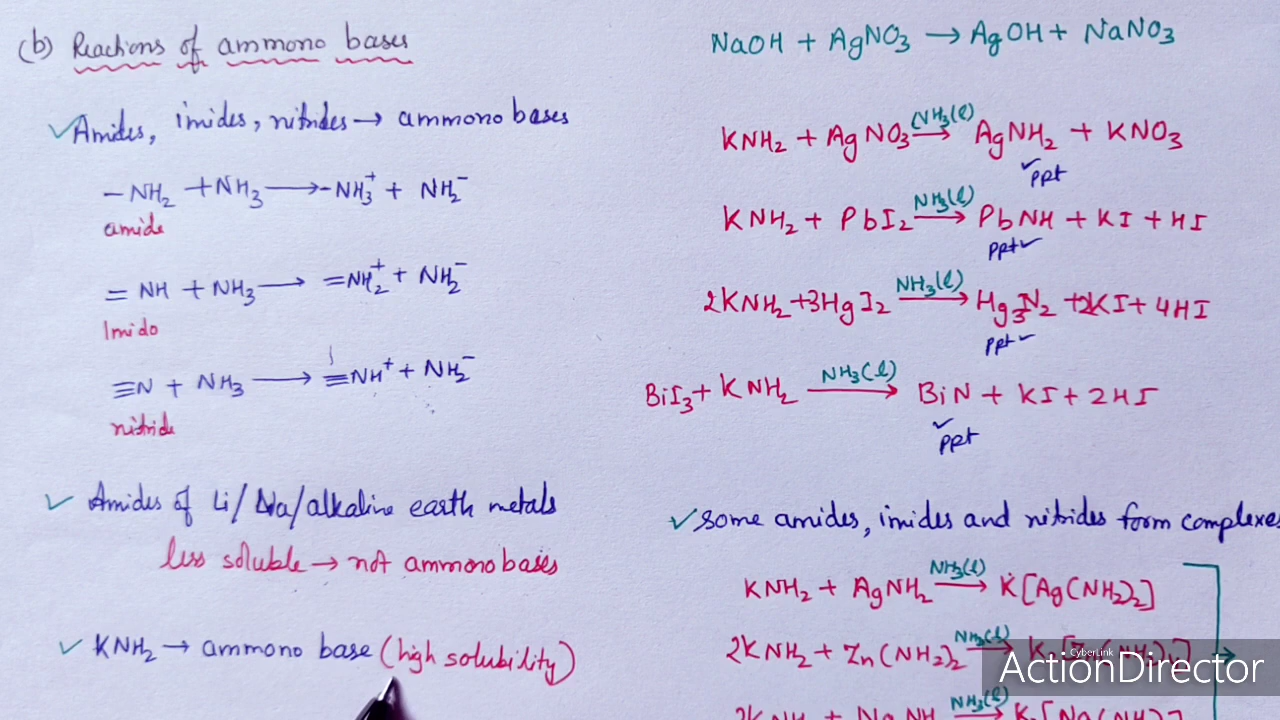 (b) Reactions of ammono bases
✓Amides, imides, nitrides → ammono bases
−NH₂ + NH₃ → −NH₃⁺ + NH₂⁻
amide
=NH + NH₃ → =NH₂⁺ + NH₂⁻
Imido
≡N + NH₃ → ≡NH⁺ + NH₂⁻
nitride
✓ Amides of Li/Na/alkaline earth metals
less soluble → not ammono bases
✓ KNH₂ → ammono base (high solubility)
NaOH + AgNO₃ → AgOH + NaNO₃
KNH₂ + AgNO₃ NH₃(l) → AgNH₂ + KNO₃
✓ppt
KNH₂ + PbI₂ NH₃(l) → PbNH + KI + HI
ppt✓
2KNH₂ + 3HgI₂ NH₃(l) → Hg₃N₂ + 2KI + 4HI
ppt✓
BiI₃ + KNH₂ NH₃(l) → BiN + KI + 2HI
✓ppt
✓ Some amides, imides and nitrides form complexes
KNH₂ + AgNH₂ NH₃(l) → K[Ag(NH₂)₂]
2KNH₂ + Zn(NH₂)₂ NH₃(l) →
NH₃(l)
CyberLink
ActionDirector